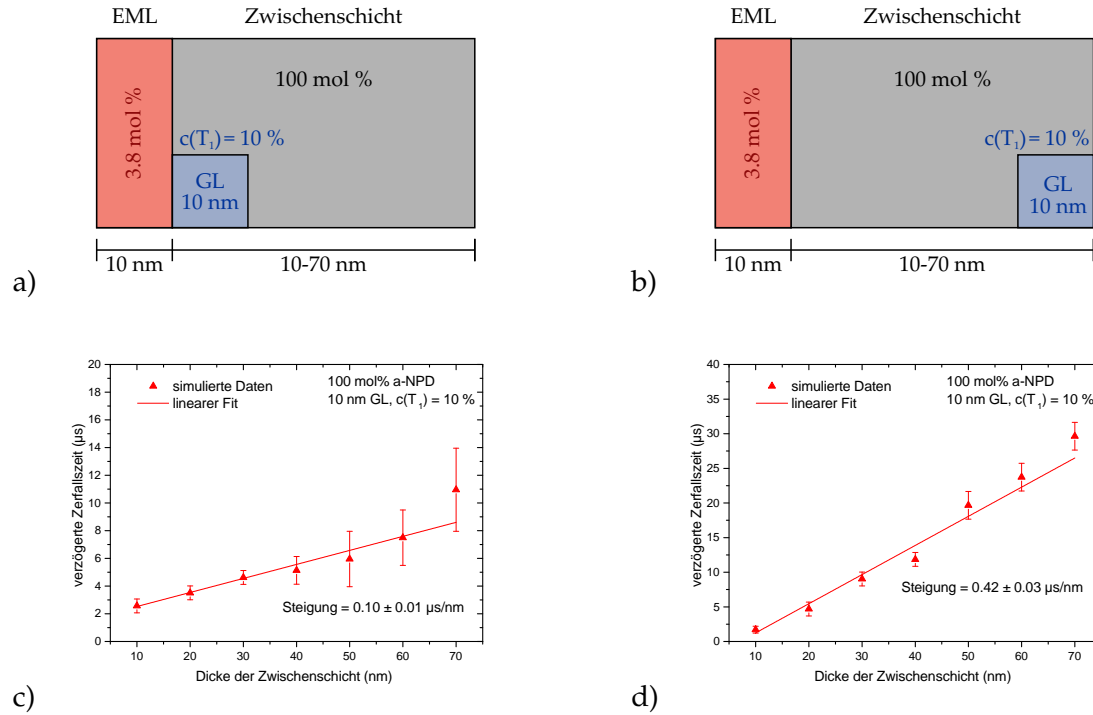 EML Zwischenschicht
100 mol %
3.8 mol %
c(T₁) = 10 %
GL
10 nm
10 nm 10-70 nm
a)
EML Zwischenschicht
100 mol %
3.8 mol %
c(T₁) = 10 %
GL
10 nm
10 nm 10-70 nm
b)
20
18
16
14
12
10
8
6
4
2
0
verzögerte Zerfallszeit (µs)
simulierte Daten
linearer Fit
100 mol% a-NPD
10 nm GL, c(T₁) = 10 %
Steigung = 0.10 ± 0.01 µs/nm
10 20 30 40 50 60 70
Dicke der Zwischenschicht (nm)
c)
40
35
30
25
20
15
10
5
0
verzögerte Zerfallszeit (µs)
simulierte Daten
linearer Fit
100 mol% a-NPD
10 nm GL, c(T₁) = 10 %
Steigung = 0.42 ± 0.03 µs/nm
10 20 30 40 50 60 70
Dicke der Zwischenschicht (nm)
d)